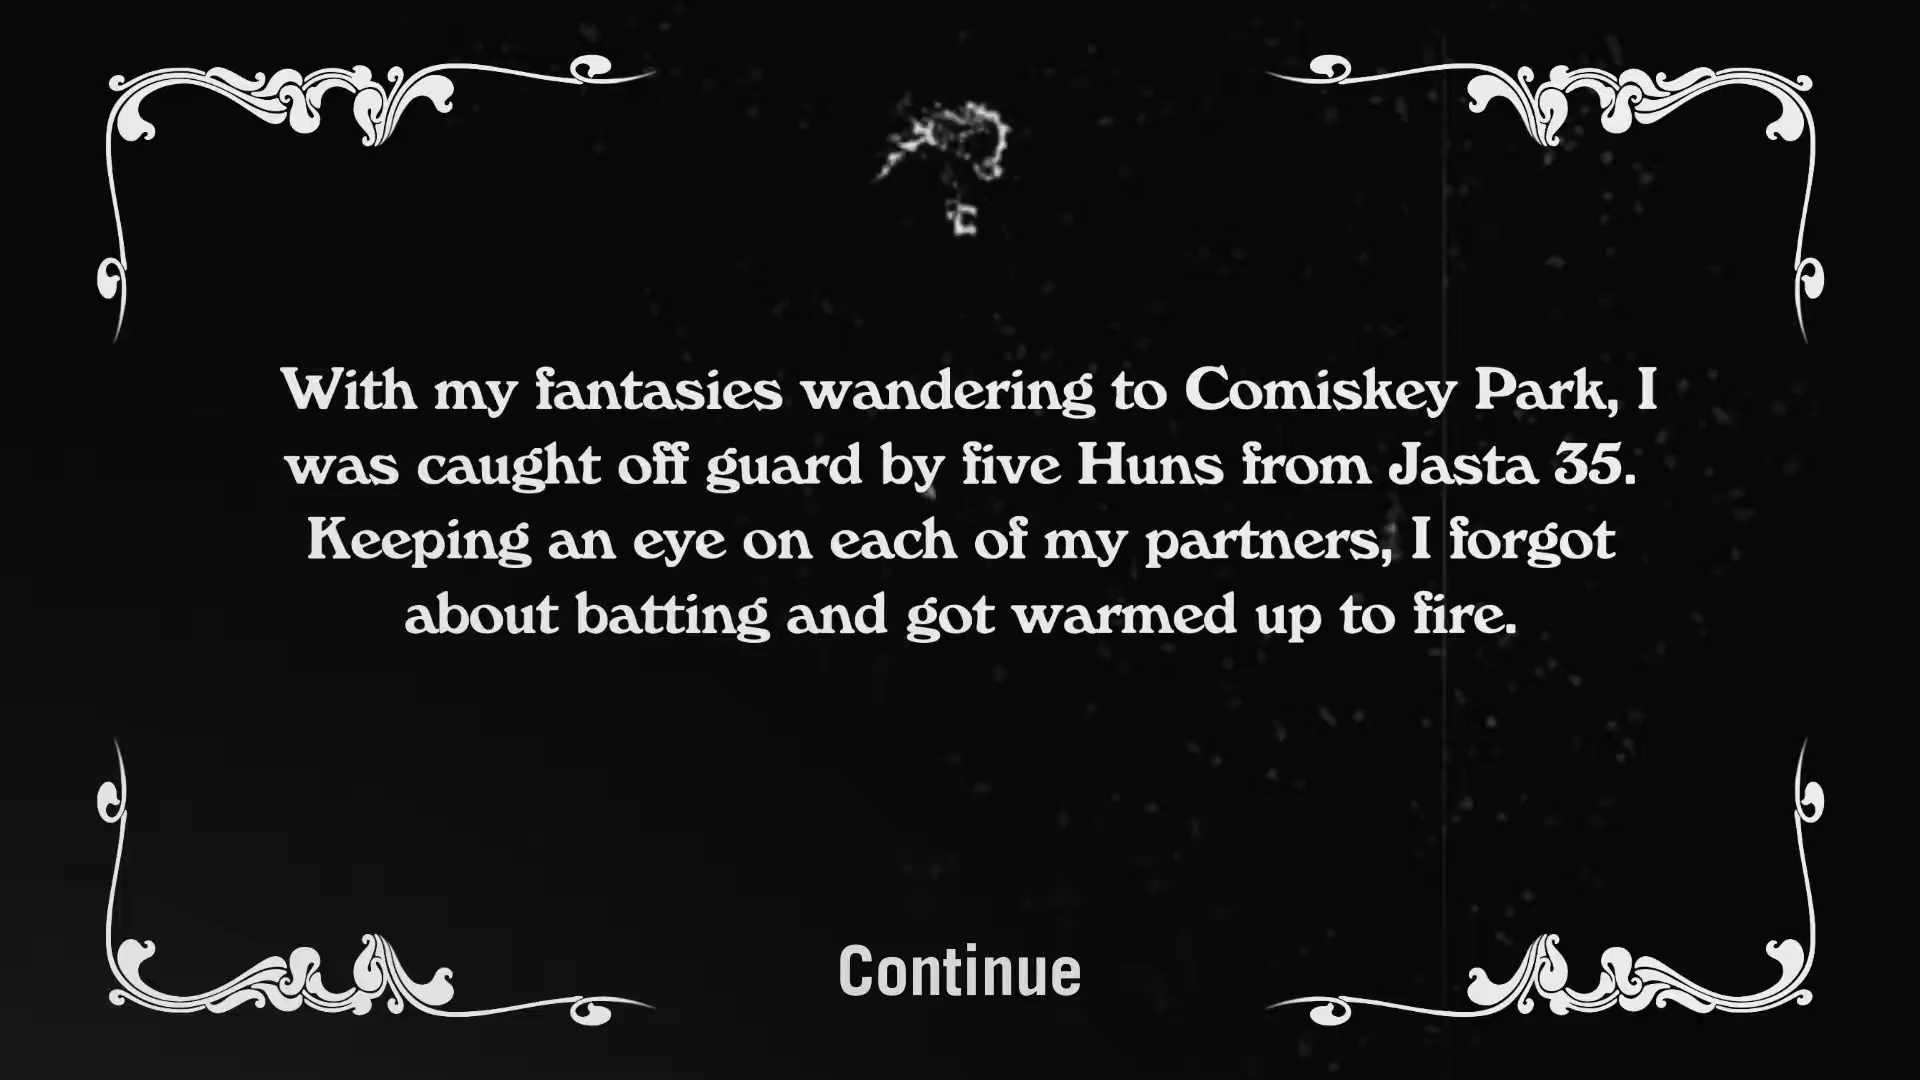 With my fantasies wandering to Comiskey Park, I
was caught off guard by five Huns from Jasta 35.
Keeping an eye on each of my partners, I forgot
about batting and got warmed up to fire.
Continue